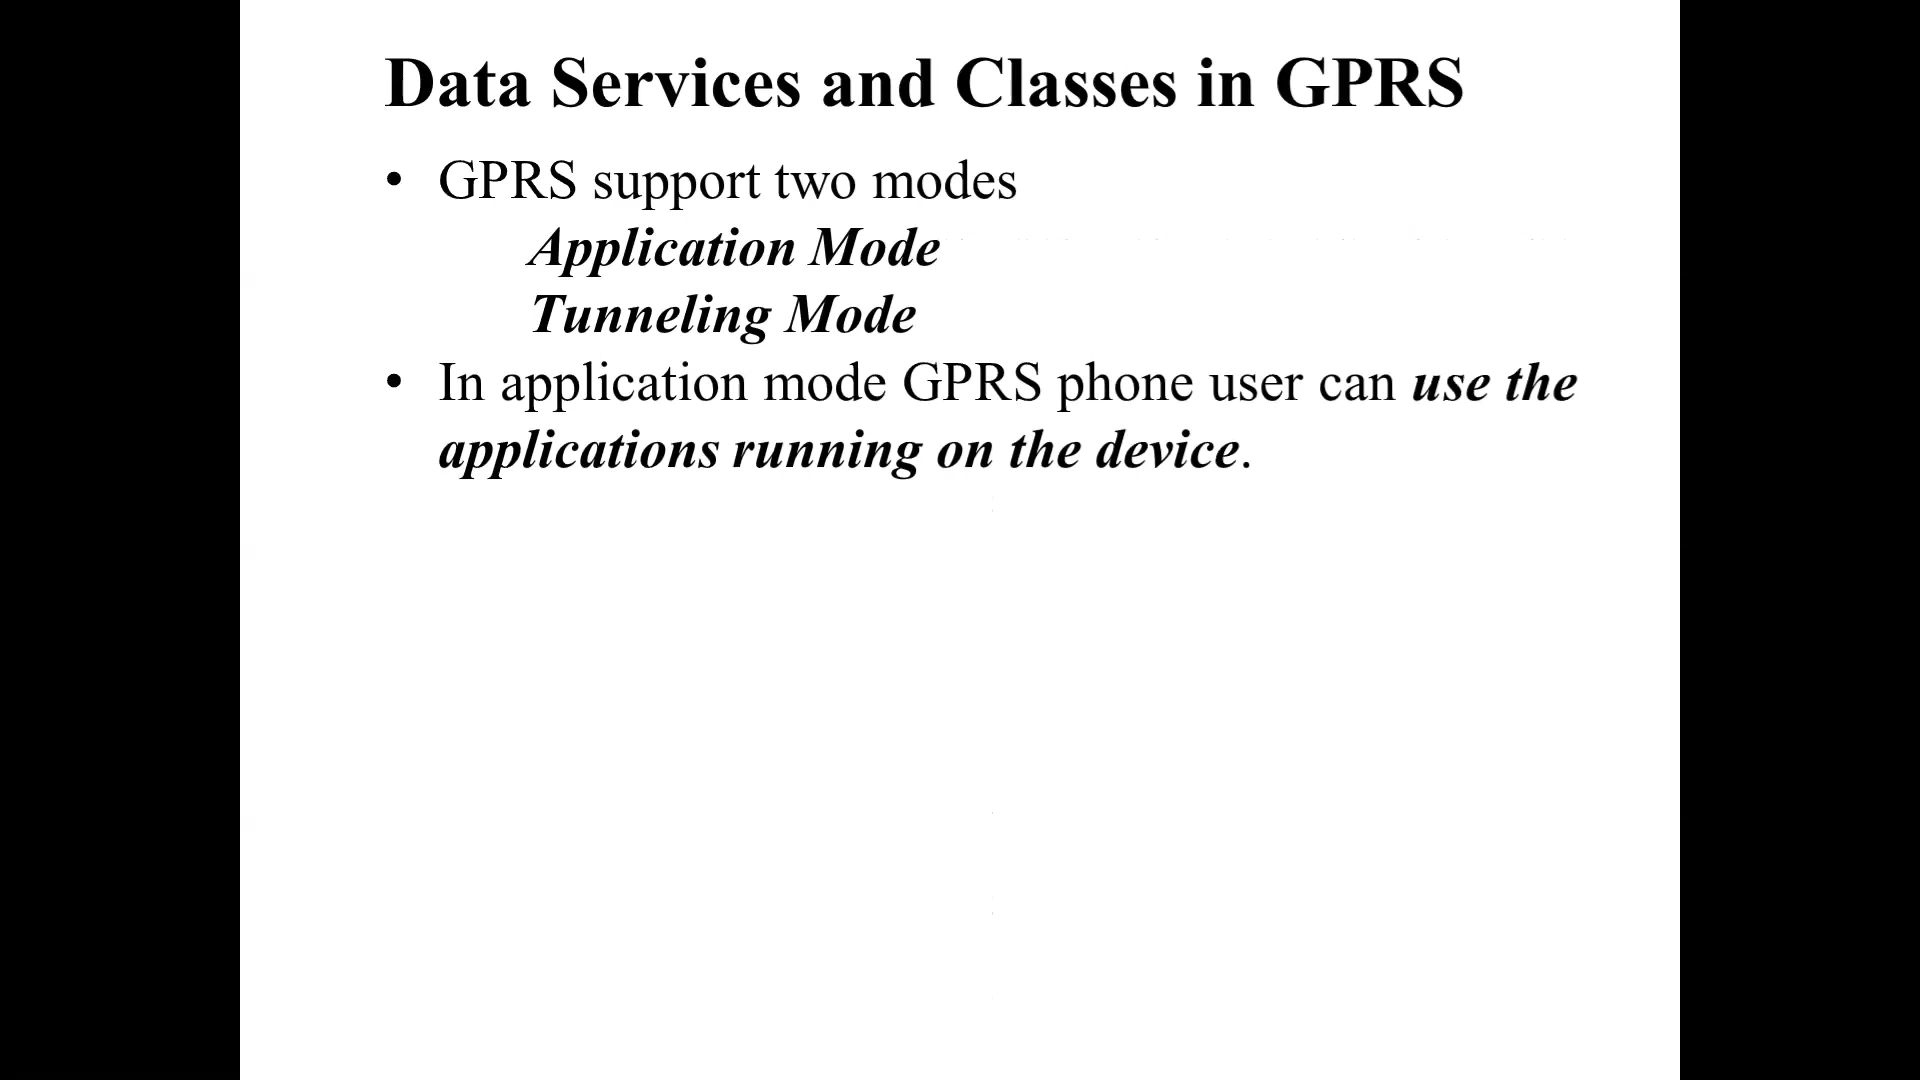 Data Services and Classes in GPRS
• GPRS support two modes
Application Mode
Tunneling Mode
• In application mode GPRS phone user can use the
applications running on the device.